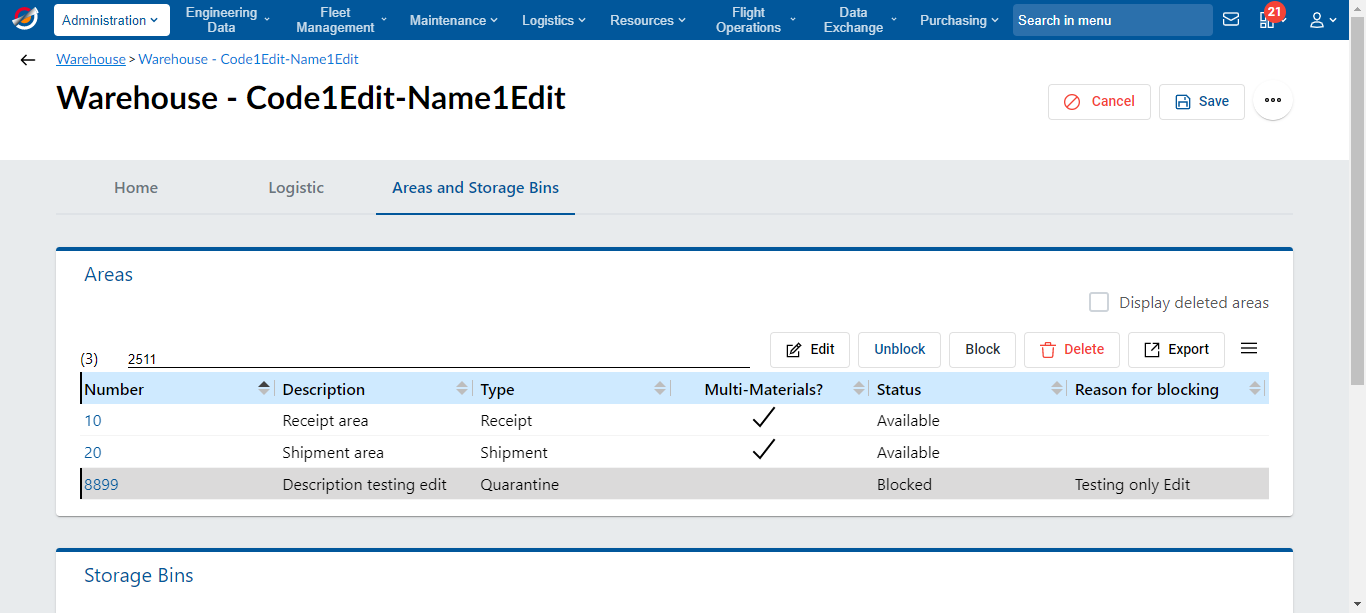 Administration
Engineering Data
Fleet Management
Maintenance
Logistics
Resources
Flight Operations
Data Exchange
Purchasing
Search in menu
21
Warehouse > Warehouse - Code1Edit-Name1Edit
Warehouse - Code1Edit-Name1Edit
Cancel
Save
Home
Logistic
Areas and Storage Bins
Areas
Display deleted areas
(3)
2511
Edit
Unblock
Block
Delete
Export
Number Description Type Multi-Materials? Status Reason for blocking
10 Receipt area Receipt Available
20 Shipment area Shipment Available
8899 Description testing edit Quarantine Blocked Testing only Edit
Storage Bins